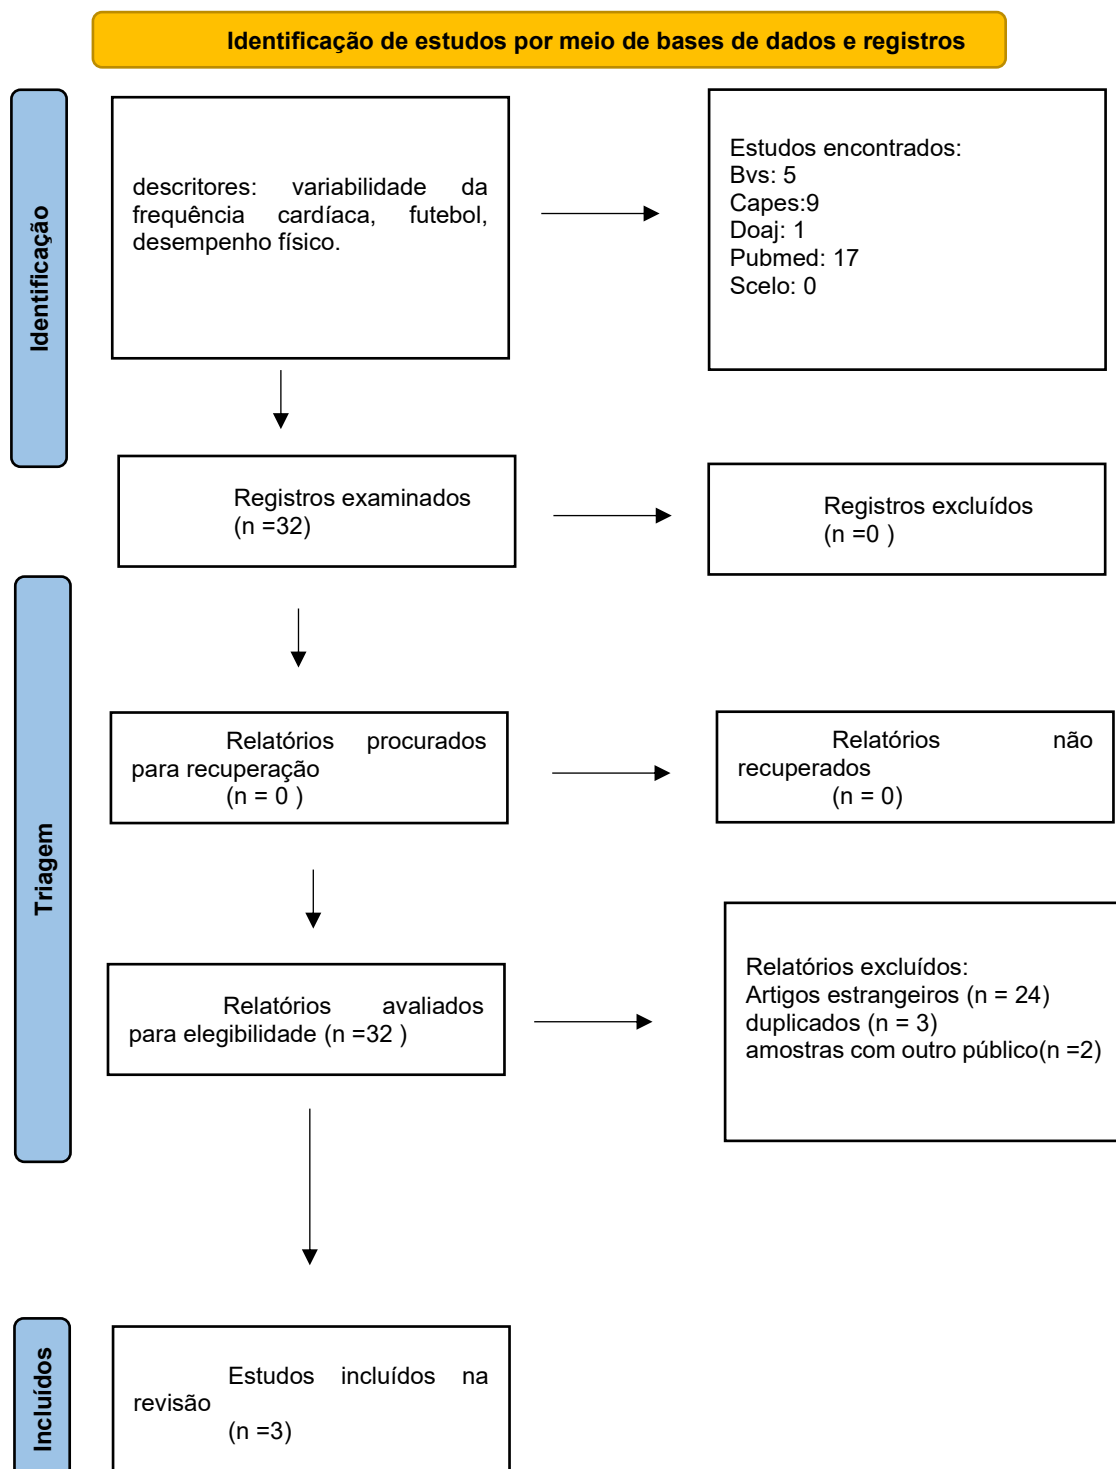 Identificação de estudos por meio de bases de dados e registros
Identificação
descritores: variabilidade da
frequência cardíaca, futebol,
desempenho físico.
Estudos encontrados:
Bvs: 5
Capes:9
Doaj: 1
Pubmed: 17
Scelo: 0
Registros examinados
(n =32)
Registros excluídos
(n =0 )
Triagem
Relatórios procurados
para recuperação
(n = 0 )
Relatórios não
recuperados
(n = 0)
Relatórios avaliados
para elegibilidade (n =32 )
Relatórios excluídos:
Artigos estrangeiros (n = 24)
duplicados (n = 3)
amostras com outro público(n =2)
Incluídos
Estudos incluídos na
revisão
(n =3)